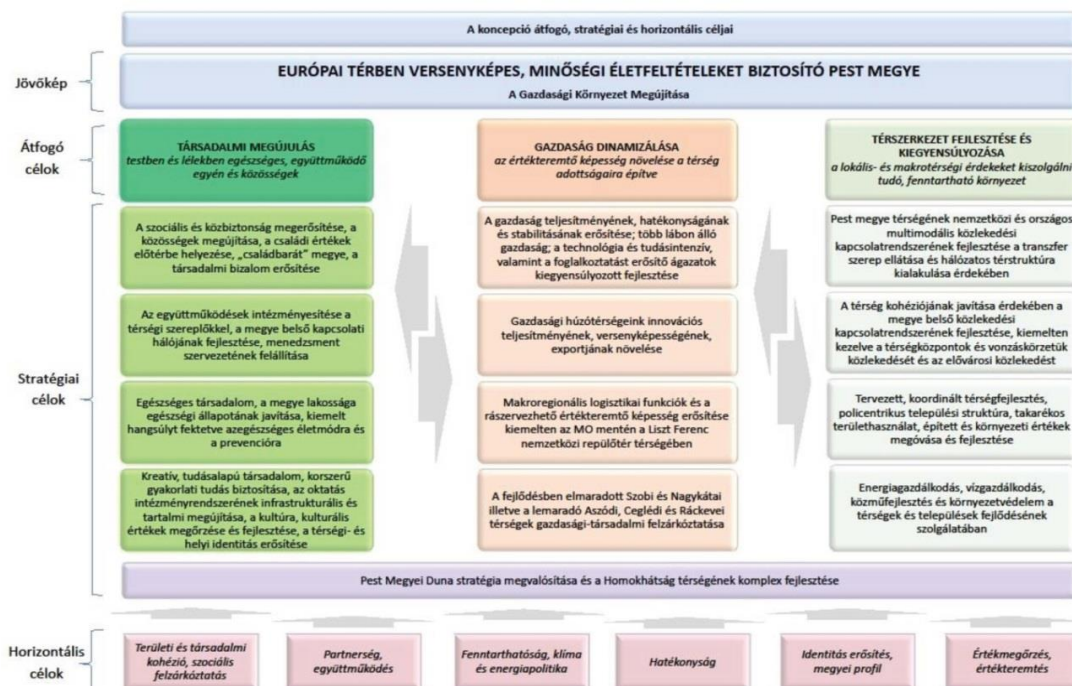 A koncepció átfogó, stratégiai és horizontális céljai
Jövőkép
EURÓPAI TÉRBEN VERSENYKÉPES, MINŐSÉGI ÉLETFELTÉTELEKET BIZTOSÍTÓ PEST MEGYE
A Gazdasági Környezet Megújítása
Átfogó
célok
TÁRSADALMI MEGÚJULÁS
testben és lélekben egészséges, együttműködő
egyén és közösségek
GAZDASÁG DINAMIZÁLÁSA
az értékteremtő képesség növelése a térség
adottságaira építve
TÉRSZERKEZET FEJLESZTÉSE ÉS
KIEGYENSÚLYOZÁSA
a lokális- és makrotérségi érdekeket kiszolgálni
tudó, fenntartható környezet
Stratégiai
célok
A szociális és közbiztonság megerősítése, a
közösségek megújítása, a családi értékek
előtérbe helyezése, „családbarát” megye, a
társadalmi bizalom erősítése
Az együttműködések intézményesítése a
térségi szereplőkkel, a megye belső kapcsolati
hálójának fejlesztése, menedzsment
szervezetének felállítása
Egészséges társadalom, a megye lakossága
egészségi állapotának javítása, kiemelt
hangsúlyt fektetve azegészséges életmódra és
a prevencióra
Kreatív, tudásalapú társadalom, korszerű
gyakorlati tudás biztosítása, az oktatás
intézményrendszerének infrastrukturális és
tartalmi megújítása, a kultúra, kulturális
értékek megőrzése és fejlesztése, a térségi- és
helyi identitás erősítése
A gazdaság teljesítményének, hatékonyságának
és stabilitásának erősítése; több lábon álló
gazdaság; a technológia és tudásintenzív,
valamint a foglalkoztatást erősítő ágazatok
kiegyensúlyozott fejlesztése
Gazdasági húzótérségeink innovációs
teljesítményének, versenyképességének,
exportjának növelése
Makroregionális logisztikai funkciók és a
rászervezhető értékteremtő képesség erősítése
kiemelten az MO mentén a Liszt Ferenc
nemzetközi repülőtér térségében
A fejlődésben elmaradott Szobi és Nagykátai
illetve a lemaradó Aszódi, Ceglédi és Ráckevei
térségek gazdasági-társadalmi felzárkóztatása
Pest megye térségének nemzetközi és országos
multimodális közlekedési
kapcsolatrendszerének fejlesztése a transzfer
szerep ellátása és hálózatos térstruktúra
kialakulása érdekében
A térség kohéziójának javítása érdekében a
megye belső közlekedési
kapcsolatrendszerének fejlesztése, kiemelten
kezelve a térségközpontok és vonzáskörzetük
közlekedését és az elővárosi közlekedést
Tervezett, koordinált térségfejlesztés,
policentrikus települési struktúra, takarékos
területhasználat, épített és környezeti értékek
megóvása és fejlesztése
Energiagazdálkodás, vízgazdálkodás,
közműfejlesztés és környezetvédelem a
térségek és települések fejlődésének
szolgálatában
Pest Megyei Duna stratégia megvalósítása és a Homokhátság térségének komplex fejlesztése
Horizontális
célok
Területi és társadalmi
kohézió, szociális
felzárkóztatás
Partnerség,
együttműködés
Fenntarthatóság, klíma
és energiapolitika
Hatékonyság
Identitás erősítés,
megyei profil
Értékmegőrzés,
értékteremtés